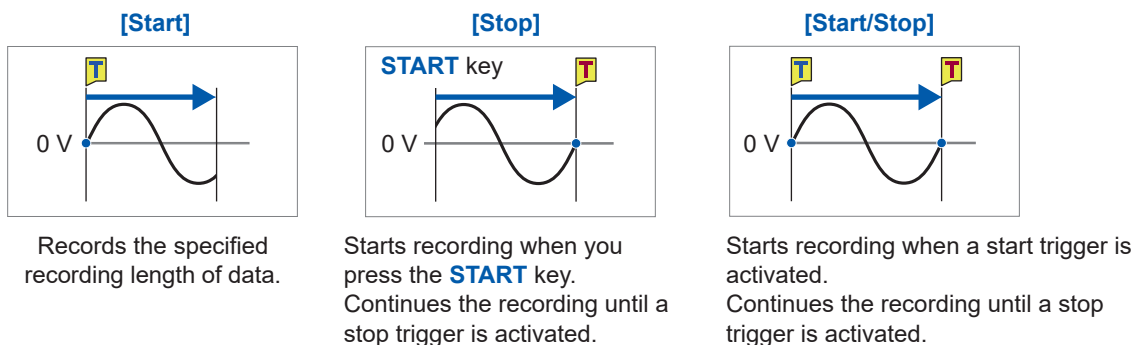 [Start]
T
0 V
Records the specified
recording length of data.
[Stop]
START key
T
0 V
Starts recording when you
press the START key.
Continues the recording until a
stop trigger is activated.
[Start/Stop]
T
T
0 V
Starts recording when a start trigger is
activated.
Continues the recording until a stop
trigger is activated.